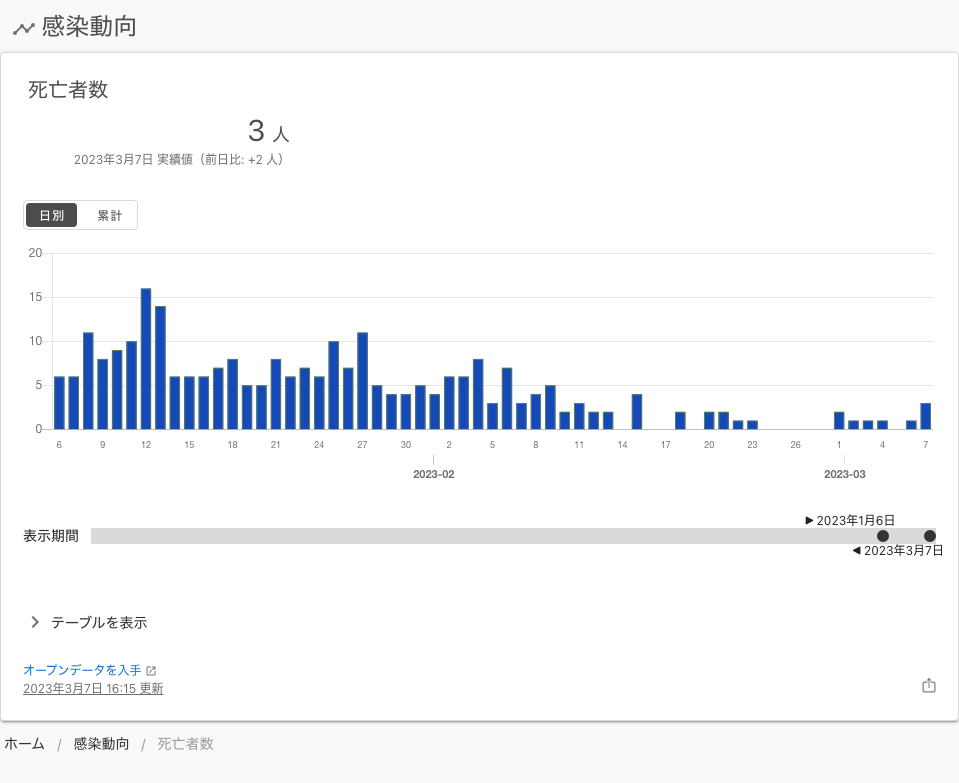 感染動向
死亡者数
3 人
2023年3月7日 実績値（前日比: +2 人）
日別 累計
20
15
10
5
0
6 9 12 15 18 21 24 27 30 2 5 8 11 14 17 20 23 26 1 4 7
2023-02 2023-03
▶ 2023年1月6日
表示期間
◀ 2023年3月7日
テーブルを表示
オープンデータを入手
2023年3月7日 16:15 更新
ホーム / 感染動向 / 死亡者数